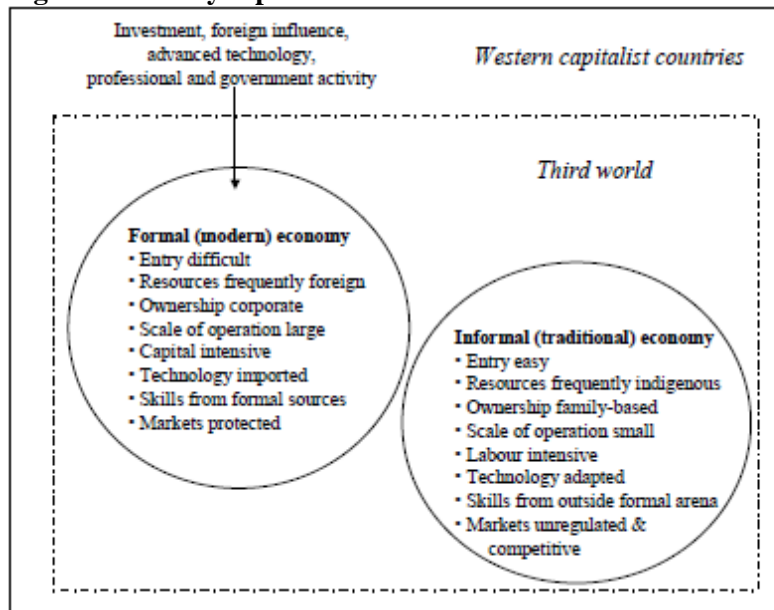 Investment, foreign influence,
advanced technology,
professional and government activity
Western capitalist countries
Third world
Formal (modern) economy
• Entry difficult
• Resources frequently foreign
• Ownership corporate
• Scale of operation large
• Capital intensive
• Technology imported
• Skills from formal sources
• Markets protected
Informal (traditional) economy
• Entry easy
• Resources frequently indigenous
• Ownership family-based
• Scale of operation small
• Labour intensive
• Technology adapted
• Skills from outside formal arena
• Markets unregulated &
competitive